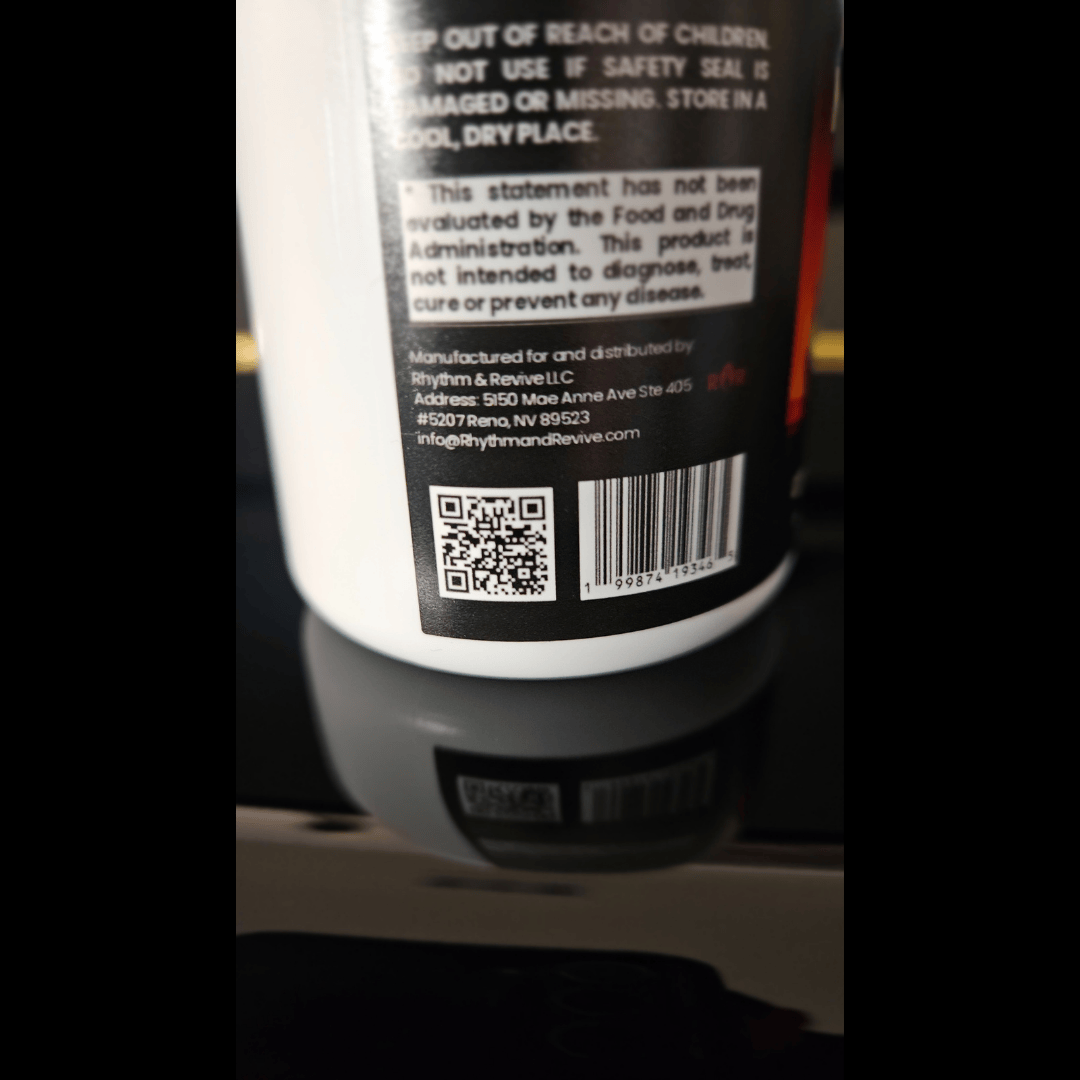 KEEP OUT OF REACH OF CHILDREN.
DO NOT USE IF SAFETY SEAL IS
DAMAGED OR MISSING. STORE IN A
COOL, DRY PLACE.
* This statement has not been
evaluated by the Food and Drug
Administration. This product is
not intended to diagnose, treat,
cure or prevent any disease.
Manufactured for and distributed by
Rhythm & Revive LLC
Address: 5150 Mae Anne Ave Ste 405
#5207 Reno, NV 89523
info@RhythmandRevive.com
1 99874 19346 5